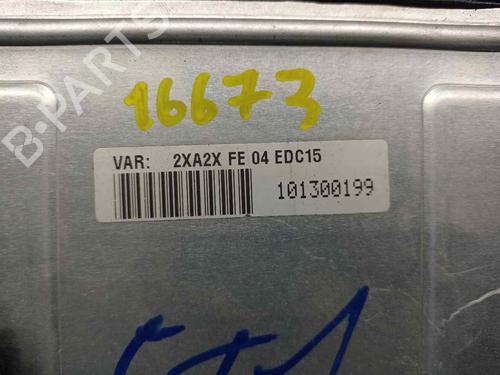 B-PARTS
16673
VAR: 2XA2X FE 04 EDC15
101300199